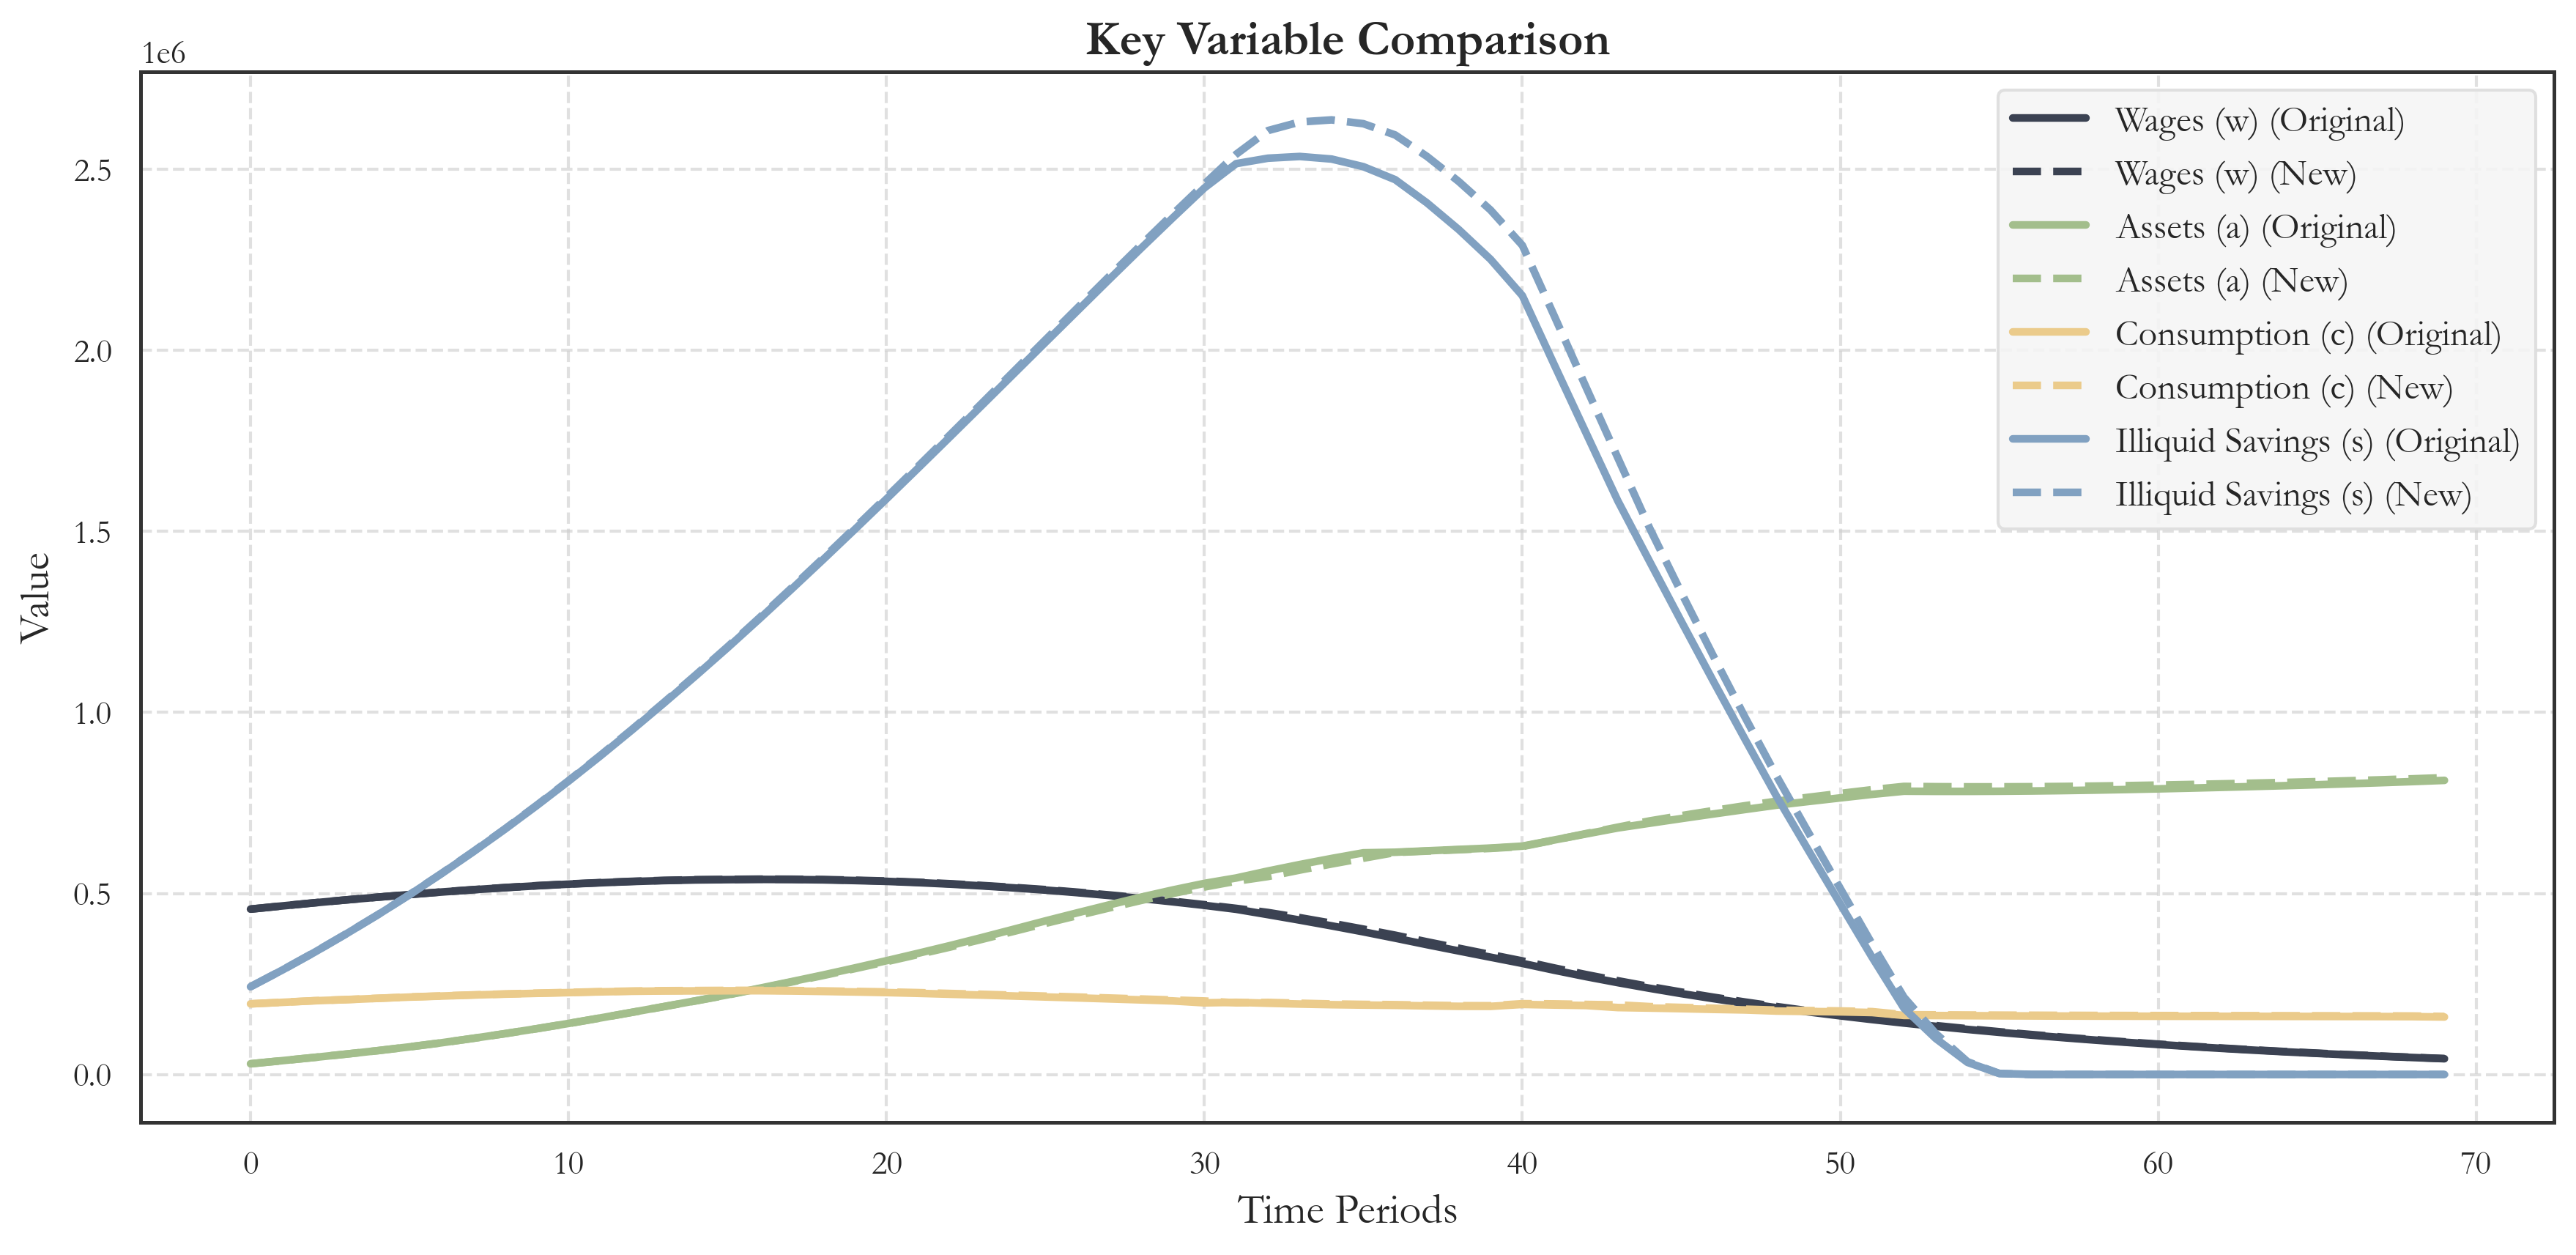 Key Variable Comparison
1e6
Wages (w) (Original)
Wages (w) (New)
Assets (a) (Original)
Assets (a) (New)
Consumption (c) (Original)
Consumption (c) (New)
Illiquid Savings (s) (Original)
Illiquid Savings (s) (New)
2.5
2.0
1.5
1.0
0.5
0.0
Value
0 10 20 30 40 50 60 70
Time Periods